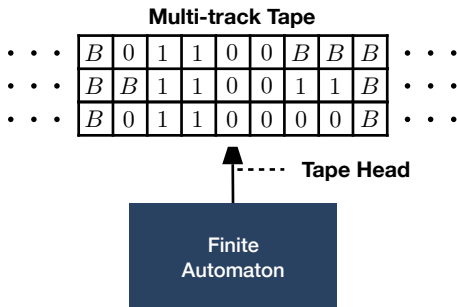 Multi-track Tape
· · · B 0 1 1 0 0 B B B · · ·
· · · B B 1 1 0 0 1 1 B · · ·
· · · B 0 1 1 0 0 0 0 B · · ·
Tape Head
Finite
Automaton